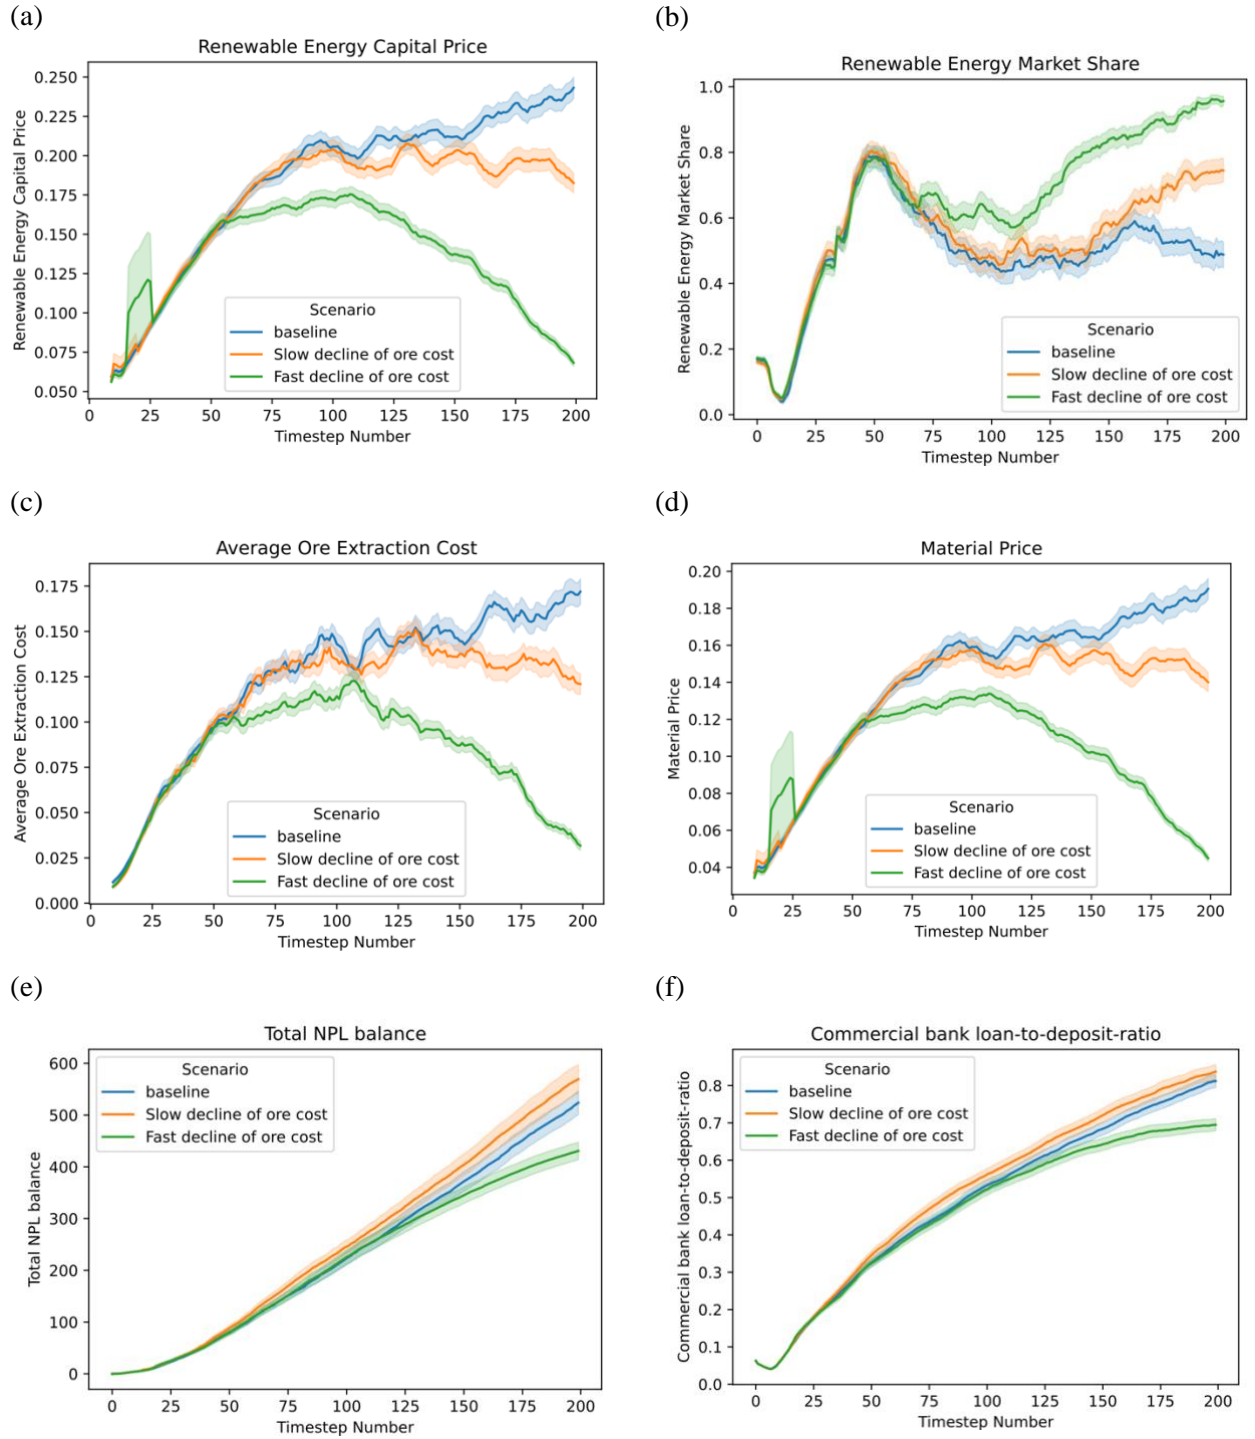 (a)
Renewable Energy Capital Price
Renewable Energy Capital Price
0.250
0.225
0.200
0.175
0.150
0.125
0.100
0.075
0.050
Scenario
baseline
Slow decline of ore cost
Fast decline of ore cost
0 25 50 75 100 125 150 175 200
Timestep Number
(b)
Renewable Energy Market Share
Renewable Energy Market Share
1.0
0.8
0.6
0.4
0.2
0.0
Scenario
baseline
Slow decline of ore cost
Fast decline of ore cost
0 25 50 75 100 125 150 175 200
Timestep Number
(c)
Average Ore Extraction Cost
Average Ore Extraction Cost
0.175
0.150
0.125
0.100
0.075
0.050
0.025
0.000
Scenario
baseline
Slow decline of ore cost
Fast decline of ore cost
0 25 50 75 100 125 150 175 200
Timestep Number
(d)
Material Price
Material Price
0.20
0.18
0.16
0.14
0.12
0.10
0.08
0.06
0.04
Scenario
baseline
Slow decline of ore cost
Fast decline of ore cost
0 25 50 75 100 125 150 175 200
Timestep Number
(e)
Total NPL balance
Total NPL balance
600
500
400
300
200
100
0
Scenario
baseline
Slow decline of ore cost
Fast decline of ore cost
0 25 50 75 100 125 150 175 200
Timestep Number
(f)
Commercial bank loan-to-deposit-ratio
Commercial bank loan-to-deposit-ratio
0.8
0.7
0.6
0.5
0.4
0.3
0.2
0.1
0.0
Scenario
baseline
Slow decline of ore cost
Fast decline of ore cost
0 25 50 75 100 125 150 175 200
Timestep Number